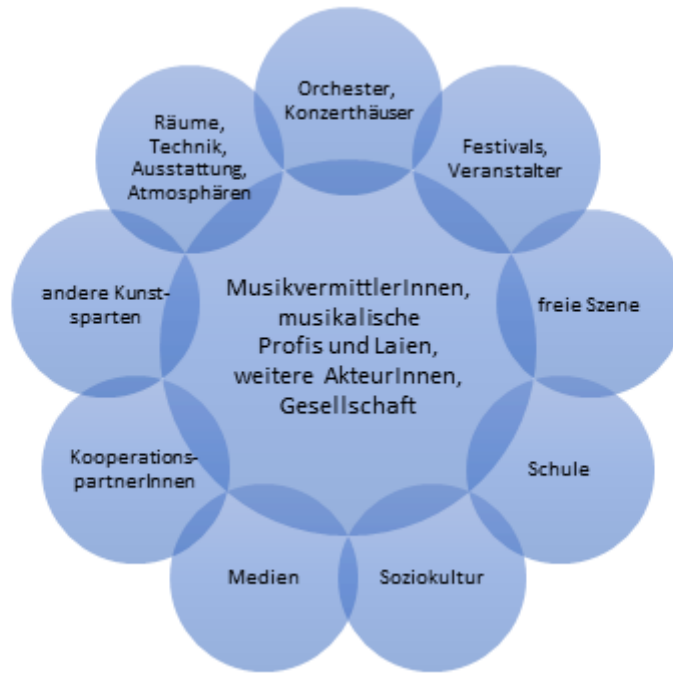 Orchester,
Konzerthäuser
Festivals,
Veranstalter
freie Szene
Schule
Soziokultur
Medien
Kooperations-
partnerInnen
andere Kunst-
sparten
Räume,
Technik,
Ausstattung,
Atmosphären
MusikvermittlerInnen,
musikalische
Profis und Laien,
weitere AkteurInnen,
Gesellschaft